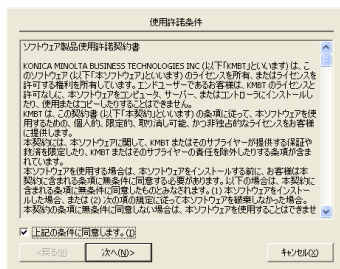 使用許諾条件
ソフトウェア製品使用許諾契約書
KONICA MINOLTA BUSINESS TECHNOLOGIES INC (以下「KMBT」といいます) は、こ
のソフトウェア (以下「本ソフトウェア」といいます) のライセンスを所有、またはライセンスを
許可する権利を所有しています。エンドユーザーであるお客様は、KMBT のライセンスと
許可なしに、本ソフトウェアをコンピュータ、サーバー、またはコントローラにインストールし
たり、使用またはコピーしたりすることはできません。
KMBT は、この契約書 (以下「本契約」といいます) の条項に従って、本ソフトウェアを使
用するための、個人的、限定的、取り消し可能、かつ非独占的なライセンスをお客様
に提供します。
本契約には、本ソフトウェアに関して、KMBT またはそのサプライヤーが提供する保証や
救済を限定したり、KMBT またはそのサプライヤーの責任を除外したりする条項が含ま
れています。
本ソフトウェアを使用する場合は、本ソフトウェアをインストールする前に、お客様は本
契約に含まれる条項に無条件に同意する必要があります。以下の場合は、本契約に
含まれる条項に無条件に同意したものとみなされます。(1) 本ソフトウェアをインストー
ルした場合、または (2) 次の項の規定に従って本ソフトウェアを破棄しなかった場合。
本契約の条項に無条件に同意しない場合は、本ソフトウェアを使用することはできませ
上記の条件に同意します。(I)
<戻る(B) 次へ(N)> キャンセル(X)